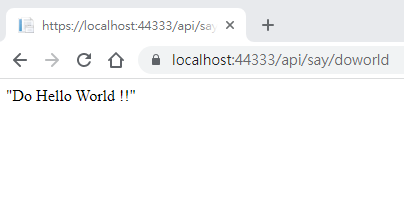 https://localhost:44333/api/say
localhost:44333/api/say/doworld
"Do Hello World !!"